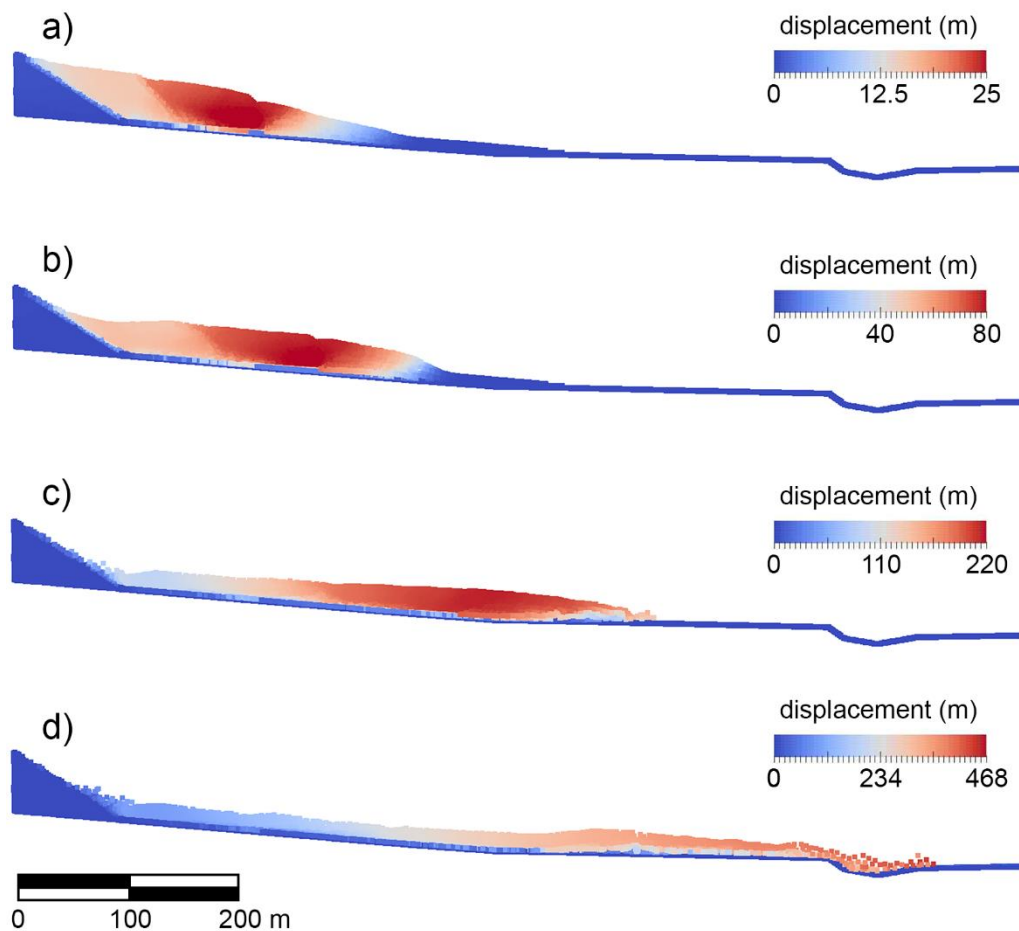 a)
displacement (m)
0 12.5 25
b)
displacement (m)
0 40 80
c)
displacement (m)
0 110 220
d)
displacement (m)
0 234 468
0 100 200 m